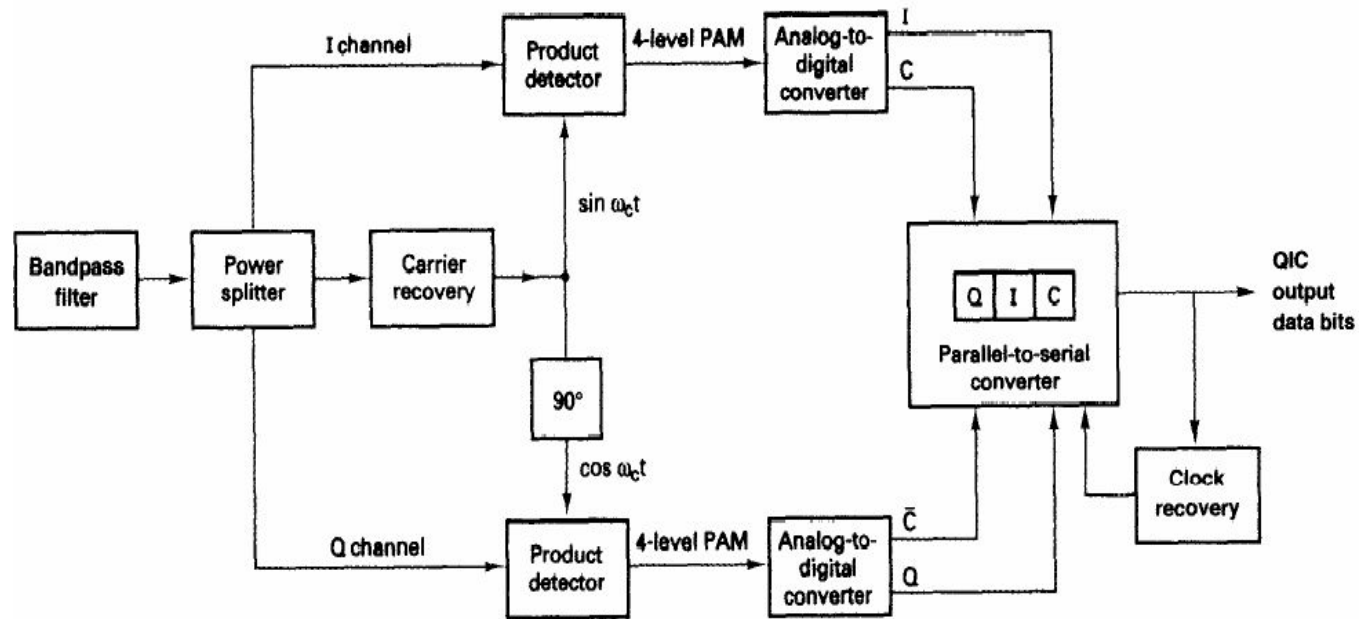 I channel
Product
detector
4-level PAM
Analog-to-
digital
converter
I
C
sin ω_c t
Bandpass
filter
Power
splitter
Carrier
recovery
Q I C
Parallel-to-serial
converter
QIC
output
data bits
90°
cos ω_c t
Clock
recovery
Q channel
Product
detector
4-level PAM
Analog-to-
digital
converter
C̄
Q